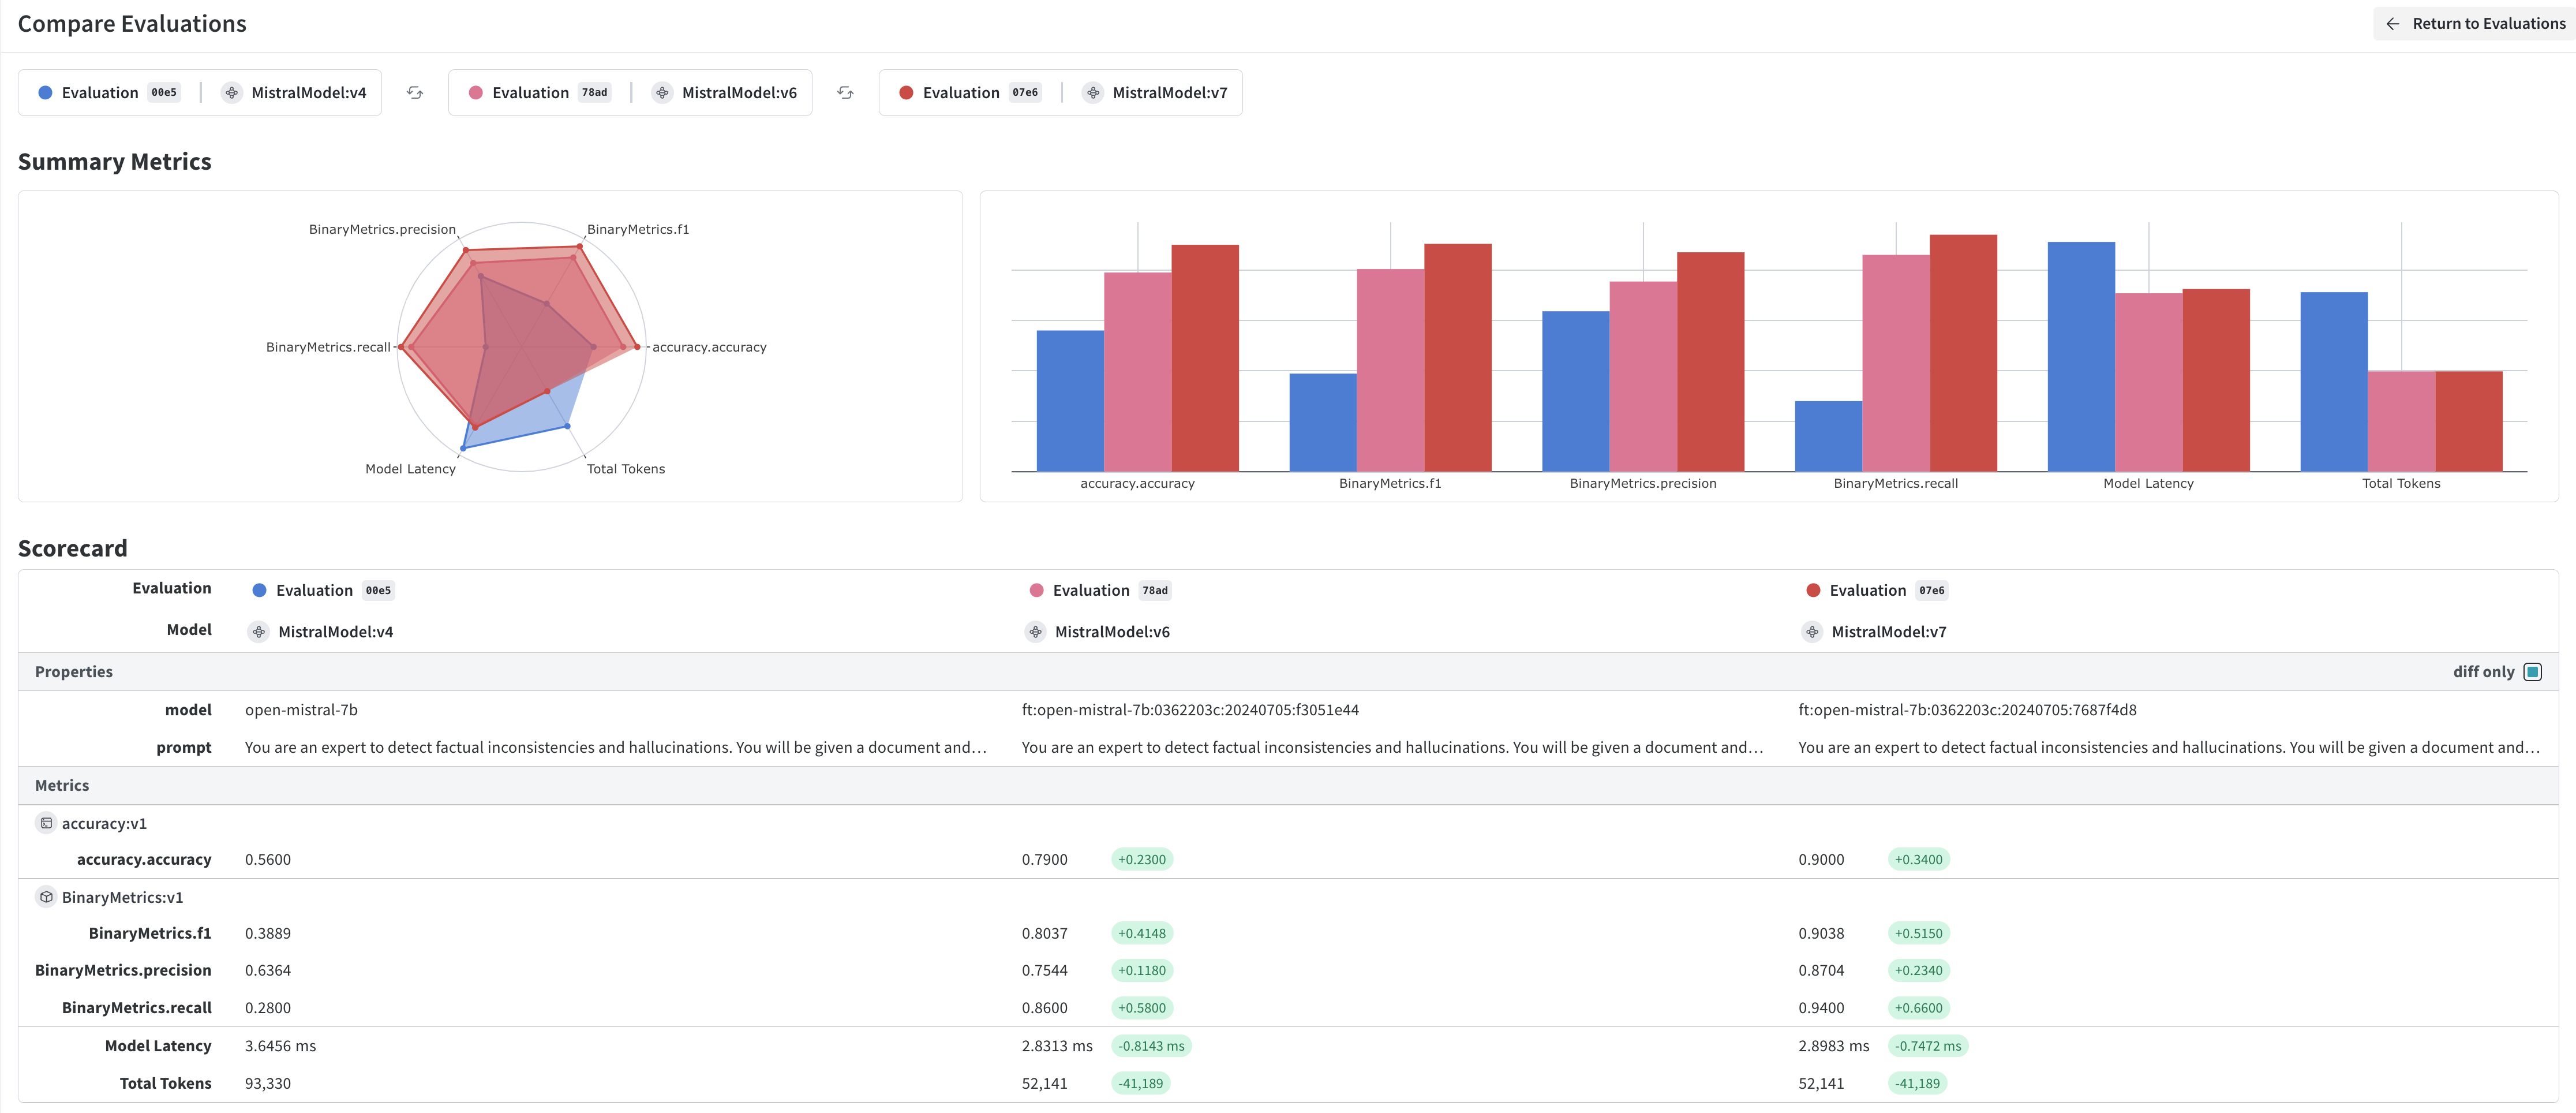 Compare Evaluations
Return to Evaluations
Evaluation 00e5 MistralModel:v4
Evaluation 78ad MistralModel:v6
Evaluation 07e6 MistralModel:v7
Summary Metrics
BinaryMetrics.precision
BinaryMetrics.f1
BinaryMetrics.recall
accuracy.accuracy
Model Latency
Total Tokens
accuracy.accuracy
BinaryMetrics.f1
BinaryMetrics.precision
BinaryMetrics.recall
Model Latency
Total Tokens
Scorecard
Evaluation Evaluation 00e5 Evaluation 78ad Evaluation 07e6
Model MistralModel:v4 MistralModel:v6 MistralModel:v7
Properties diff only
model open-mistral-7b ft:open-mistral-7b:0362203c:20240705:f3051e44 ft:open-mistral-7b:0362203c:20240705:7687f4d8
prompt You are an expert to detect factual inconsistencies and hallucinations. You will be given a document and… You are an expert to detect factual inconsistencies and hallucinations. You will be given a document and… You are an expert to detect factual inconsistencies and hallucinations. You will be given a document and…
Metrics
accuracy:v1
accuracy.accuracy 0.5600 0.7900 +0.2300 0.9000 +0.3400
BinaryMetrics:v1
BinaryMetrics.f1 0.3889 0.8037 +0.4148 0.9038 +0.5150
BinaryMetrics.precision 0.6364 0.7544 +0.1180 0.8704 +0.2340
BinaryMetrics.recall 0.2800 0.8600 +0.5800 0.9400 +0.6600
Model Latency 3.6456 ms 2.8313 ms -0.8143 ms 2.8983 ms -0.7472 ms
Total Tokens 93,330 52,141 -41,189 52,141 -41,189